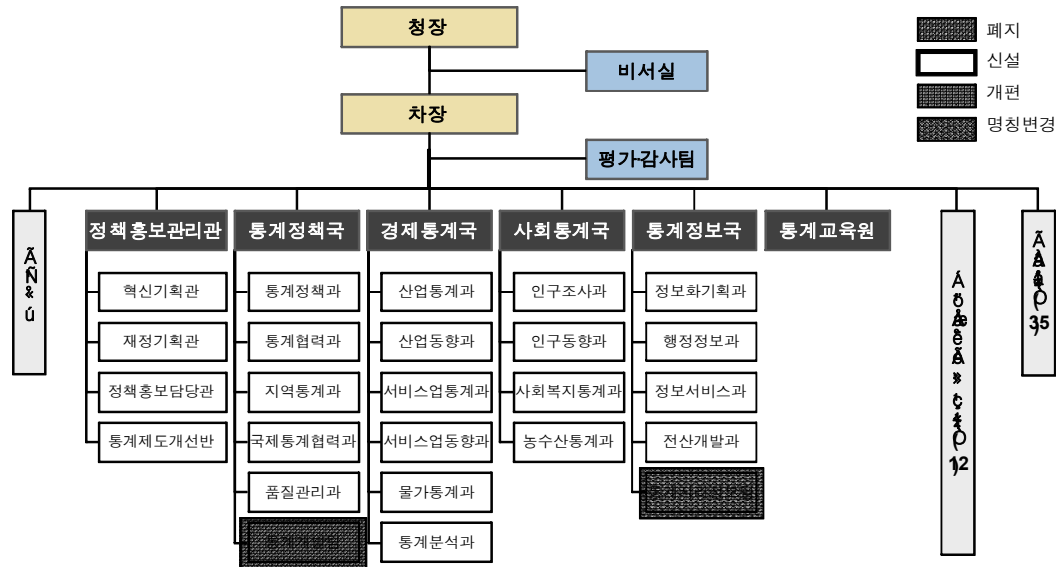 청장
폐지
신설
비서실
개편
차장
명칭변경
평가·감사팀
정책홍보관리관
통계정책국
경제통계국
사회통계국
통계정보국
통계교육원
혁신기획관
재정기획관
정책홍보담당관
통계제도개선반
통계정책과
통계협력과
지역통계과
국제통계협력과
품질관리과
통계개발팀
산업통계과
산업동향과
서비스업통계과
서비스업동향과
물가통계과
통계분석과
인구조사과
인구동향과
사회복지통계과
농수산통계과
정보화기획과
행정정보과
정보서비스과
전산개발과
12
35